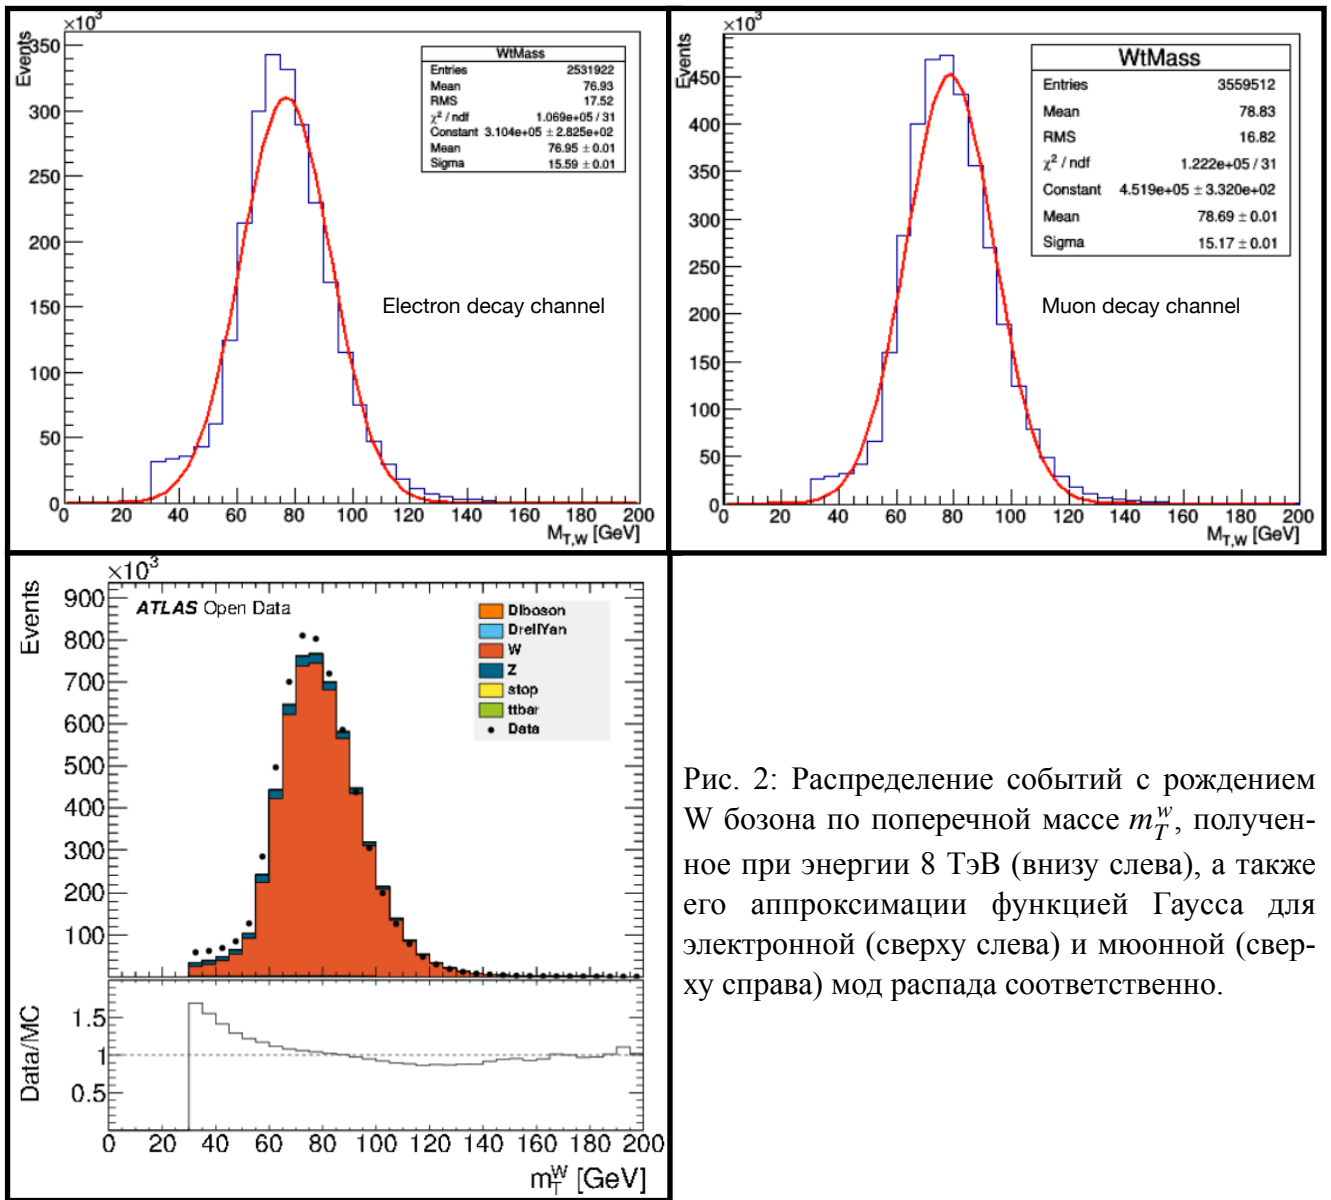 ×10³
Events
350
300
250
200
150
100
50
0
WtMass
Entries 2531922
Mean 76.93
RMS 17.52
χ² / ndf 1.069e+05 / 31
Constant 3.104e+05 ± 2.825e+02
Mean 76.95 ± 0.01
Sigma 15.59 ± 0.01
Electron decay channel
0 20 40 60 80 100 120 140 160 180 200
M_T,W [GeV]
×10³
Events
450
400
350
300
250
200
150
100
50
0
WtMass
Entries 3559512
Mean 78.83
RMS 16.82
χ² / ndf 1.222e+05 / 31
Constant 4.519e+05 ± 3.320e+02
Mean 78.69 ± 0.01
Sigma 15.17 ± 0.01
Muon decay channel
0 20 40 60 80 100 120 140 160 180 200
M_T,W [GeV]
×10³
Events
900
800
700
600
500
400
300
200
100
ATLAS Open Data
Diboson
DrellYan
W
Z
stop
ttbar
Data
Data/MC
1.5
1
0.5
0 20 40 60 80 100 120 140 160 180 200
m_T^W [GeV]
Рис. 2: Распределение событий с рождением
W бозона по поперечной массе m_T^w, получен-
ное при энергии 8 ТэВ (внизу слева), а также
его аппроксимации функцией Гаусса для
электронной (сверху слева) и мюонной (свер-
ху справа) мод распада соответственно.